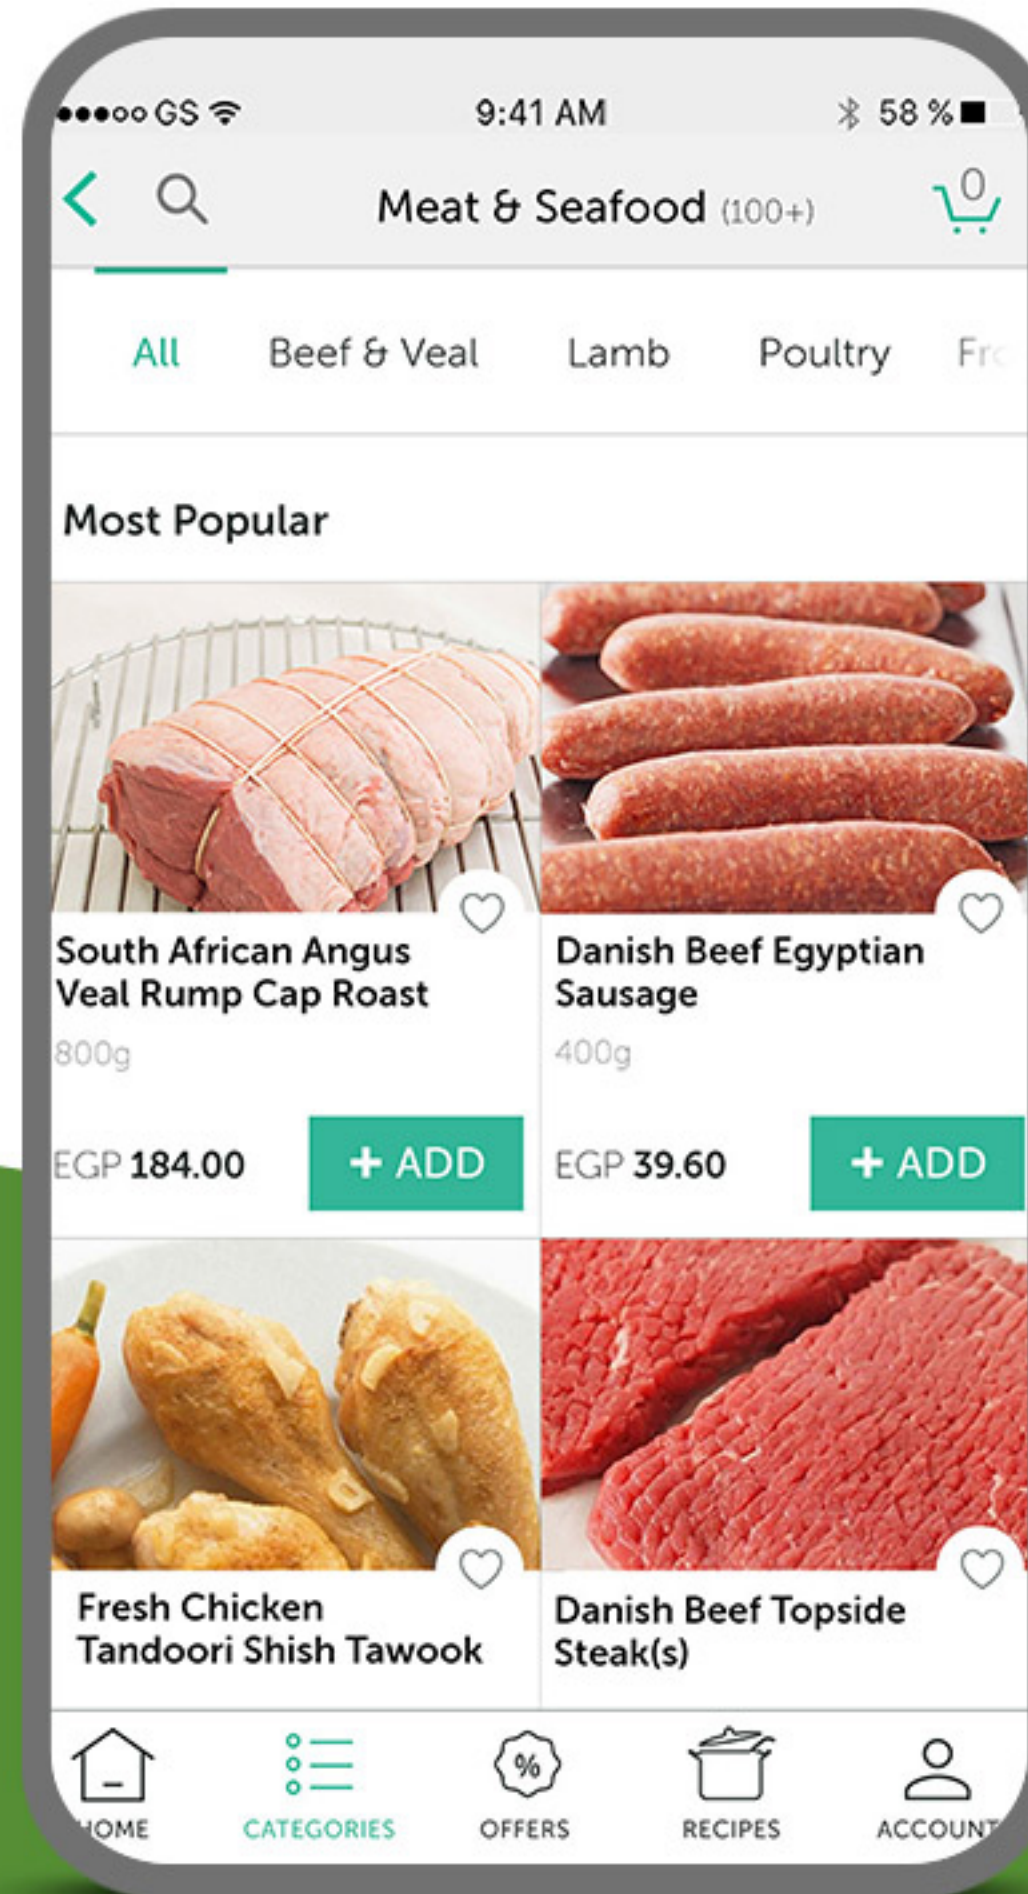 GS 9:41 AM 58 %
Meat & Seafood (100+) 0
All Beef & Veal Lamb Poultry
Most Popular
South African Angus
Veal Rump Cap Roast
800g
EGP 184.00 + ADD
Danish Beef Egyptian
Sausage
400g
EGP 39.60 + ADD
Fresh Chicken
Tandoori Shish Tawook
Danish Beef Topside
Steak(s)
%
HOME CATEGORIES OFFERS RECIPES ACCOUNT